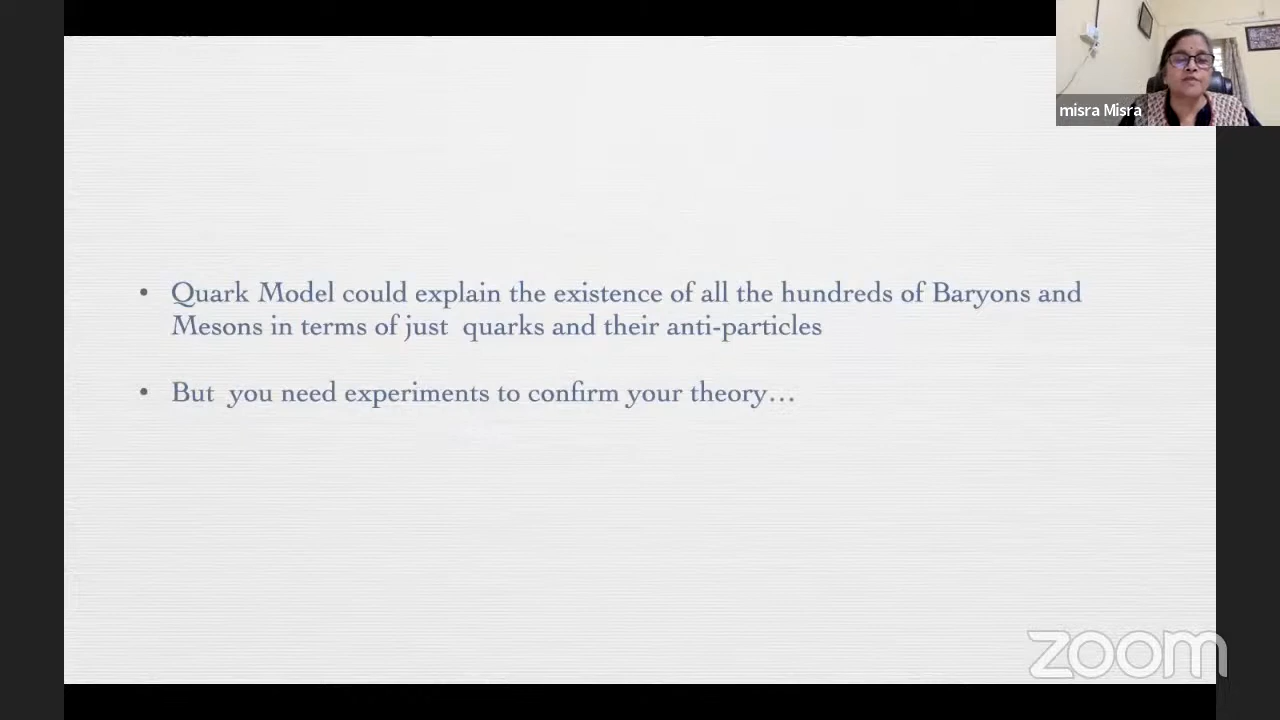 misra Misra
• Quark Model could explain the existence of all the hundreds of Baryons and
Mesons in terms of just quarks and their anti-particles
• But you need experiments to confirm your theory…
zoom